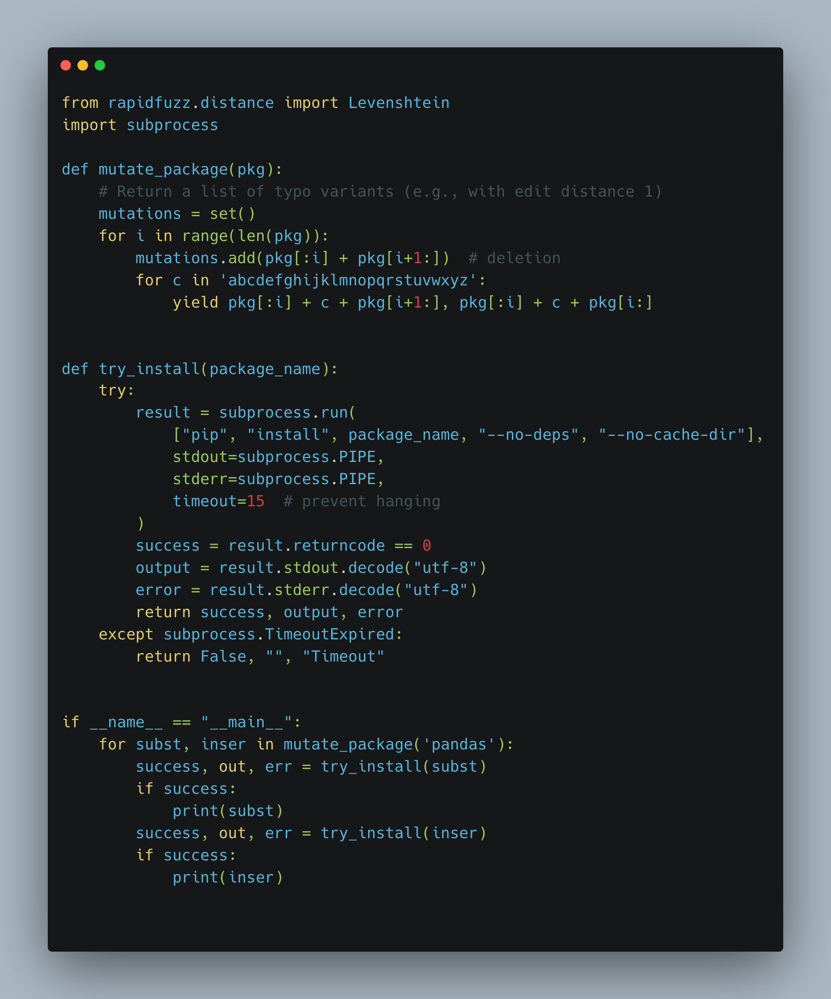 from rapidfuzz.distance import Levenshtein
import subprocess

def mutate_package(pkg):
    # Return a list of typo variants (e.g., with edit distance 1)
    mutations = set()
    for i in range(len(pkg)):
        mutations.add(pkg[:i] + pkg[i+1:])  # deletion
        for c in 'abcdefghijklmnopqrstuvwxyz':
            yield pkg[:i] + c + pkg[i+1:], pkg[:i] + c + pkg[i:]


def try_install(package_name):
    try:
        result = subprocess.run(
            ["pip", "install", package_name, "--no-deps", "--no-cache-dir"],
            stdout=subprocess.PIPE,
            stderr=subprocess.PIPE,
            timeout=15  # prevent hanging
        )
        success = result.returncode == 0
        output = result.stdout.decode("utf-8")
        error = result.stderr.decode("utf-8")
        return success, output, error
    except subprocess.TimeoutExpired:
        return False, "", "Timeout"


if __name__ == "__main__":
    for subst, inser in mutate_package('pandas'):
        success, out, err = try_install(subst)
        if success:
            print(subst)
        success, out, err = try_install(inser)
        if success:
            print(inser)